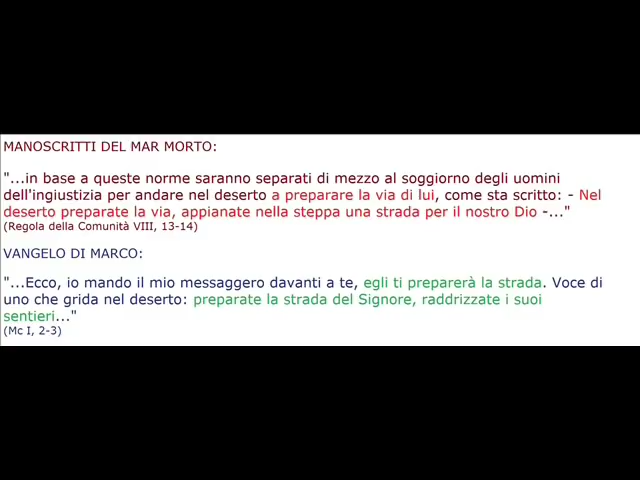 MANOSCRITTI DEL MAR MORTO:
"...in base a queste norme saranno separati di mezzo al soggiorno degli uomini
dell'ingiustizia per andare nel deserto a preparare la via di lui, come sta scritto: - Nel
deserto preparate la via, appianate nella steppa una strada per il nostro Dio -..."
(Regola della Comunità VIII, 13-14)
VANGELO DI MARCO:
"...Ecco, io mando il mio messaggero davanti a te, egli ti preparerà la strada. Voce di
uno che grida nel deserto: preparate la strada del Signore, raddrizzate i suoi
sentieri..."
(Mc I, 2-3)